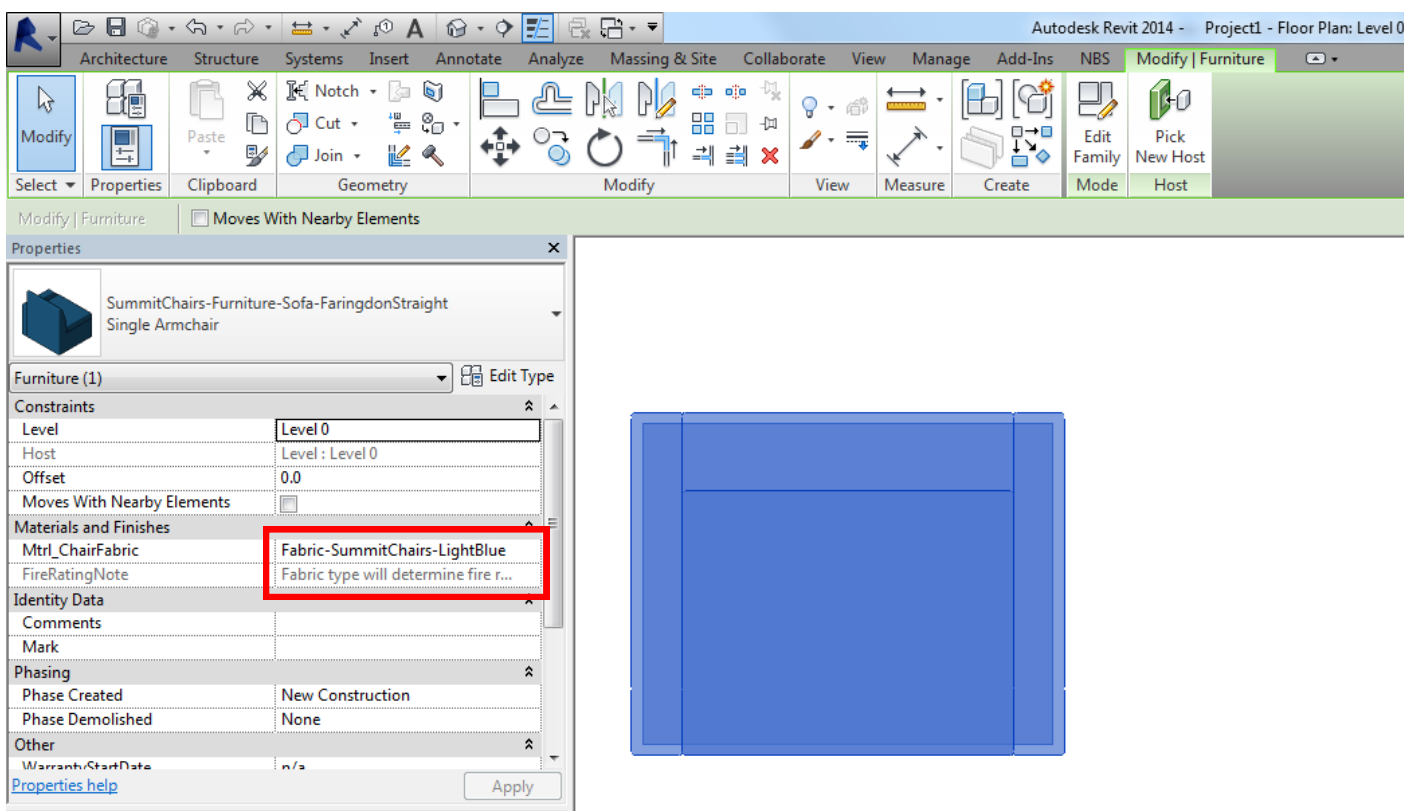 Autodesk Revit 2014 - Project1 - Floor Plan: Level 0
Architecture Structure Systems Insert Annotate Analyze Massing & Site Collaborate View Manage Add-Ins NBS Modify | Furniture
Modify
Paste
Notch
Cut
Join
Edit Family
Pick New Host
Select Properties Clipboard Geometry Modify View Measure Create Mode Host
Modify | Furniture Moves With Nearby Elements
Properties
SummitChairs-Furniture-Sofa-FaringdonStraight
Single Armchair
Furniture (1) Edit Type
Constraints
Level Level 0
Host Level : Level 0
Offset 0.0
Moves With Nearby Elements
Materials and Finishes
Mtrl_ChairFabric Fabric-SummitChairs-LightBlue
FireRatingNote Fabric type will determine fire r...
Identity Data
Comments
Mark
Phasing
Phase Created New Construction
Phase Demolished None
Other
WarrantyStartDate n/a
Properties help Apply